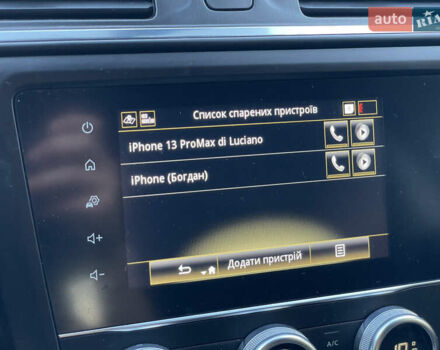 auto RIA
Список спарених пристроїв
iPhone 13 ProMax di Luciano
iPhone (Богдан)
Додати пристрій
A/C